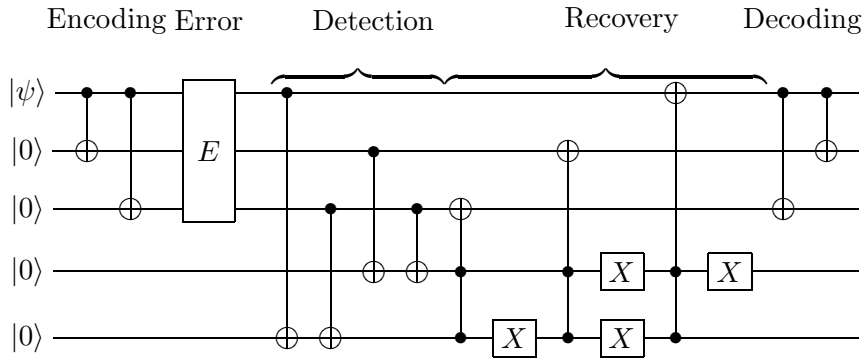 Encoding Error Detection Recovery Decoding
|ψ⟩
|0⟩ E
|0⟩
|0⟩ X X
|0⟩ X X